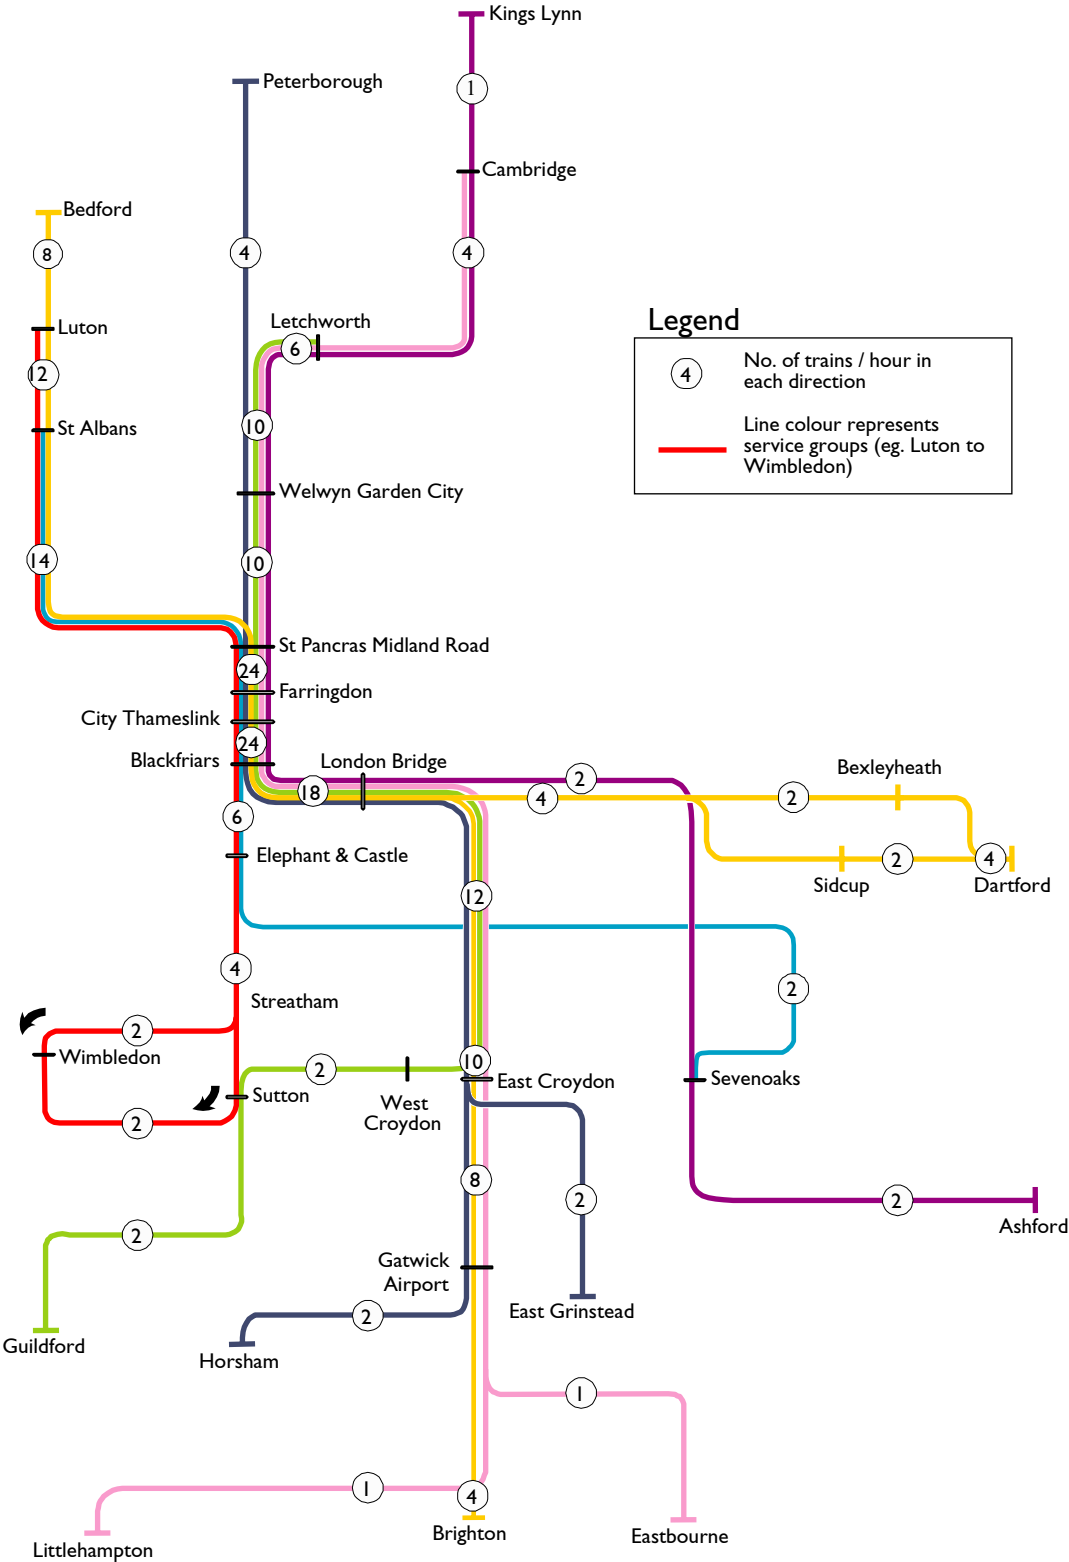 Kings Lynn
Peterborough
1
Cambridge
Bedford
8
4
4
Luton
Letchworth
6
12
St Albans
10
Welwyn Garden City
14
10
Legend
4
No. of trains / hour in
each direction
Line colour represents
service groups (eg. Luton to
Wimbledon)
St Pancras Midland Road
24
Farringdon
City Thameslink
24
Blackfriars
London Bridge
18
2
4
2
Bexleyheath
6
Elephant & Castle
Sidcup
2
4
Dartford
12
4
2
Streatham
2
Wimbledon
2
West
Croydon
10
East Croydon
Sevenoaks
Sutton
2
8
2
2
Ashford
2
Guildford
Gatwick
Airport
2
Horsham
East Grinstead
1
1
4
Brighton
Littlehampton
Eastbourne